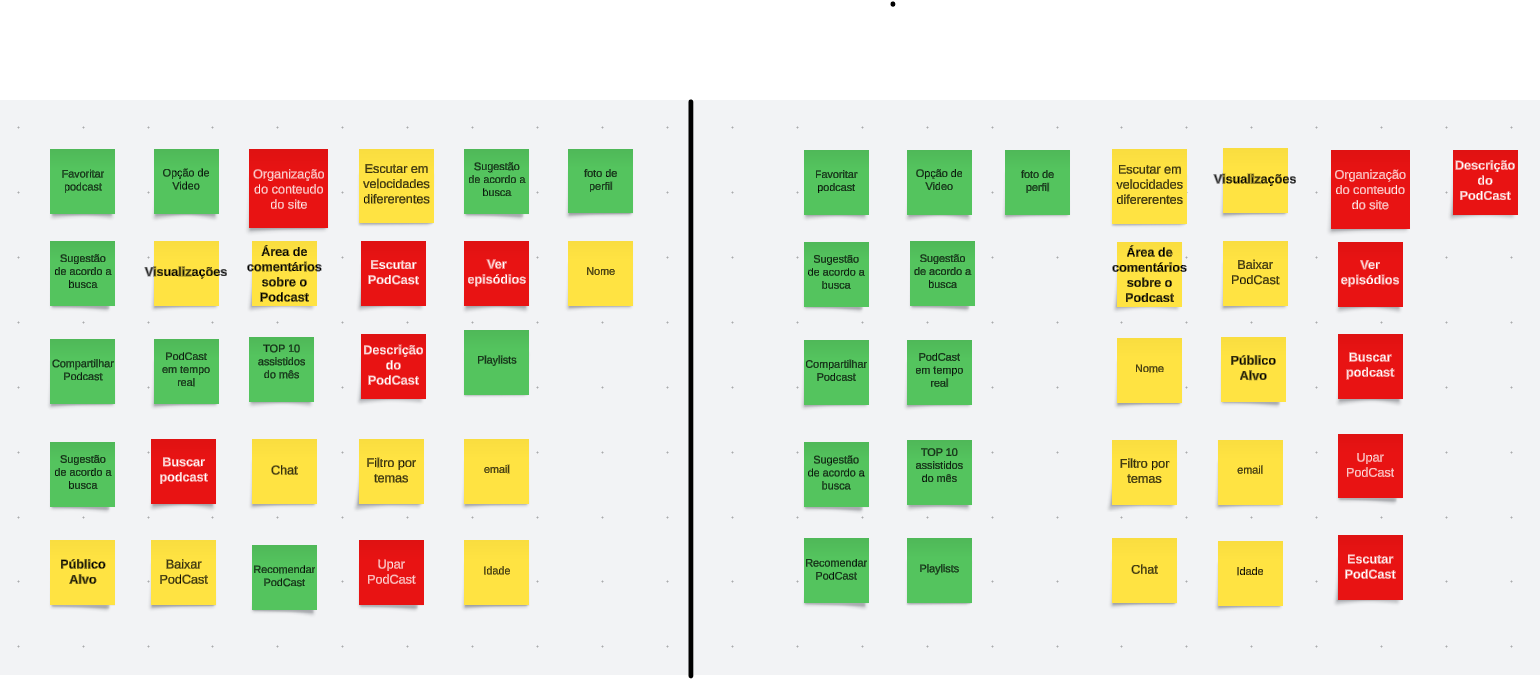 Favoritar
podcast
Opção de
Video
Organização
do conteudo
do site
Escutar em
velocidades
difererentes
Sugestão
de acordo a
busca
foto de
perfil
Sugestão
de acordo a
busca
Visualizações
Área de
comentários
sobre o
Podcast
Escutar
PodCast
Ver
episódios
Nome
Compartilhar
Podcast
PodCast
em tempo
real
TOP 10
assistidos
do mês
Descrição
do
PodCast
Playlists
Sugestão
de acordo a
busca
Buscar
podcast
Chat
Filtro por
temas
email
Público
Alvo
Baixar
PodCast
Recomendar
PodCast
Upar
PodCast
Idade
Favoritar
podcast
Opção de
Video
foto de
perfil
Escutar em
velocidades
difererentes
Visualizações
Organização
do conteudo
do site
Descrição
do
PodCast
Sugestão
de acordo a
busca
Sugestão
de acordo a
busca
Área de
comentários
sobre o
Podcast
Baixar
PodCast
Ver
episódios
Compartilhar
Podcast
PodCast
em tempo
real
Nome
Público
Alvo
Buscar
podcast
Sugestão
de acordo a
busca
TOP 10
assistidos
do mês
Filtro por
temas
email
Upar
PodCast
Recomendar
PodCast
Playlists
Chat
Idade
Escutar
PodCast